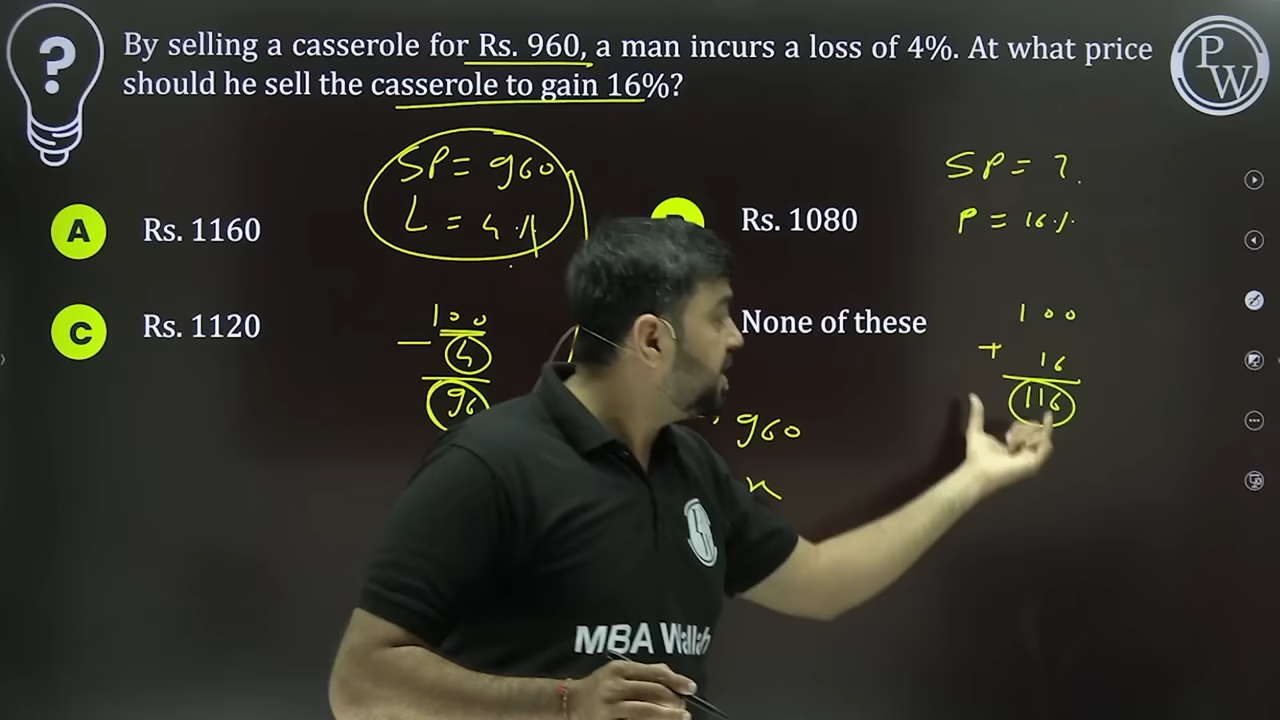 By selling a casserole for Rs. 960, a man incurs a loss of 4%. At what price
should he sell the casserole to gain 16%?
?
P
W
SP = 960
L = 4%
SP = ?
P = 16%
A Rs. 1160
Rs. 1080
C Rs. 1120
None of these
100
- 4
96
100
+ 16
116
960
x
MBA Wallah